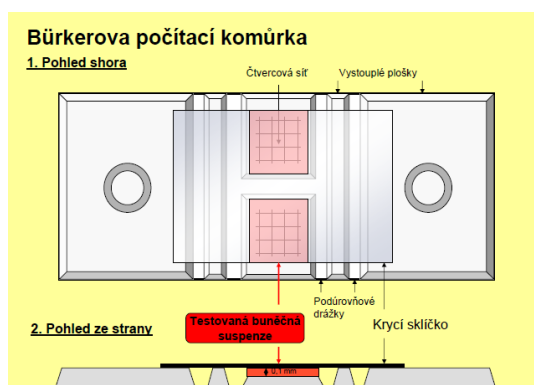 Bürkerova počítací komůrka
1. Pohled shora
Čtvercová síť
Vystouplé plošky
Podúrovňové
drážky
Krycí sklíčko
Testovaná buněčná
suspenze
2. Pohled ze strany
0,1 mm